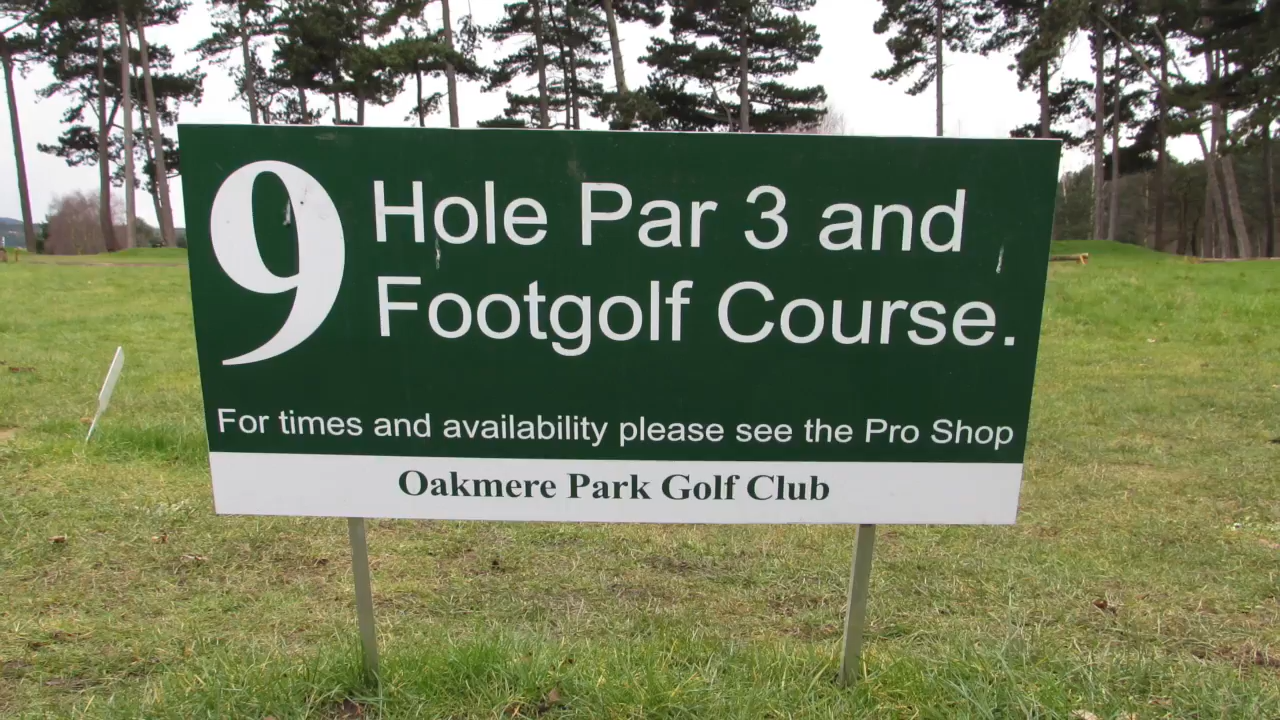 9 Hole Par 3 and
Footgolf Course.
For times and availability please see the Pro Shop
Oakmere Park Golf Club